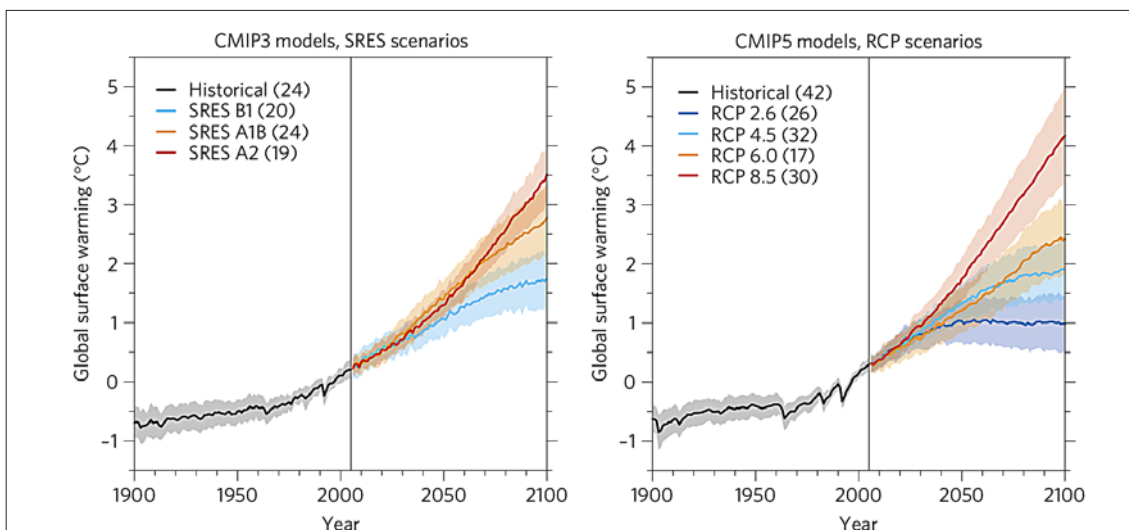 CMIP3 models, SRES scenarios
5
4
3
2
1
0
–1
Global surface warming (°C)
Historical (24)
SRES B1 (20)
SRES A1B (24)
SRES A2 (19)
1900 1950 2000 2050 2100
Year
CMIP5 models, RCP scenarios
5
4
3
2
1
0
–1
Global surface warming (°C)
Historical (42)
RCP 2.6 (26)
RCP 4.5 (32)
RCP 6.0 (17)
RCP 8.5 (30)
1900 1950 2000 2050 2100
Year